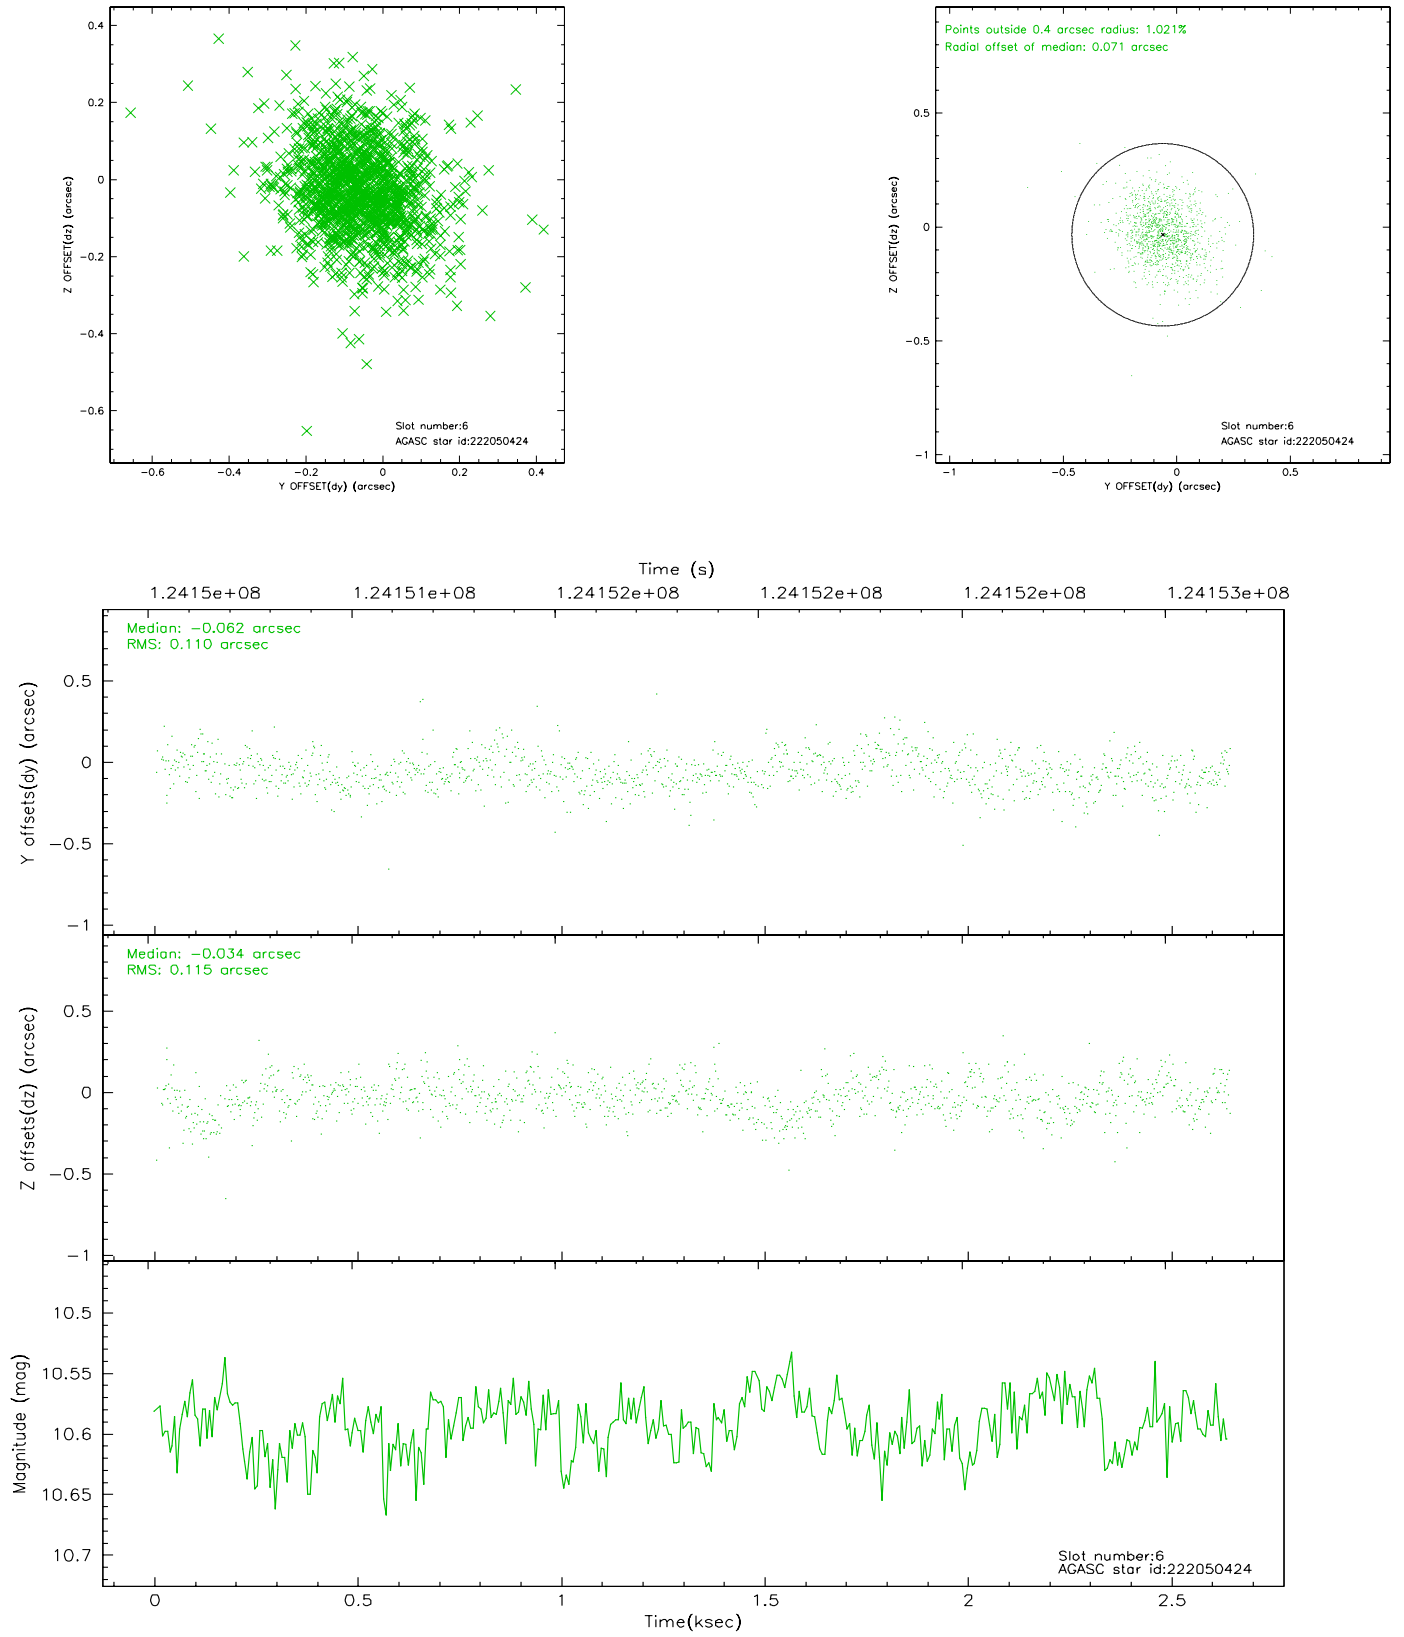 0.4
0.2
0
−0.2
−0.4
−0.6
Z OFFSET(dz) (arcsec)
Slot number:6
AGASC star id:222050424
−0.6 −0.4 −0.2 0 0.2 0.4
Y OFFSET(dy) (arcsec)
Points outside 0.4 arcsec radius: 1.021%
Radial offset of median: 0.071 arcsec
0.5
0
−0.5
−1
Z OFFSET(dz) (arcsec)
Slot number:6
AGASC star id:222050424
−1 −0.5 0 0.5
Y OFFSET(dy) (arcsec)
Time (s)
1.2415e+08 1.24151e+08 1.24152e+08 1.24152e+08 1.24152e+08 1.24153e+08
Median: −0.062 arcsec
RMS: 0.110 arcsec
0.5
0
−0.5
−1
Y offsets(dy) (arcsec)
Median: −0.034 arcsec
RMS: 0.115 arcsec
0.5
0
−0.5
−1
Z offsets(dz) (arcsec)
10.5
10.55
10.6
10.65
10.7
Magnitude (mag)
Slot number:6
AGASC star id:222050424
0 0.5 1 1.5 2 2.5
Time(ksec)